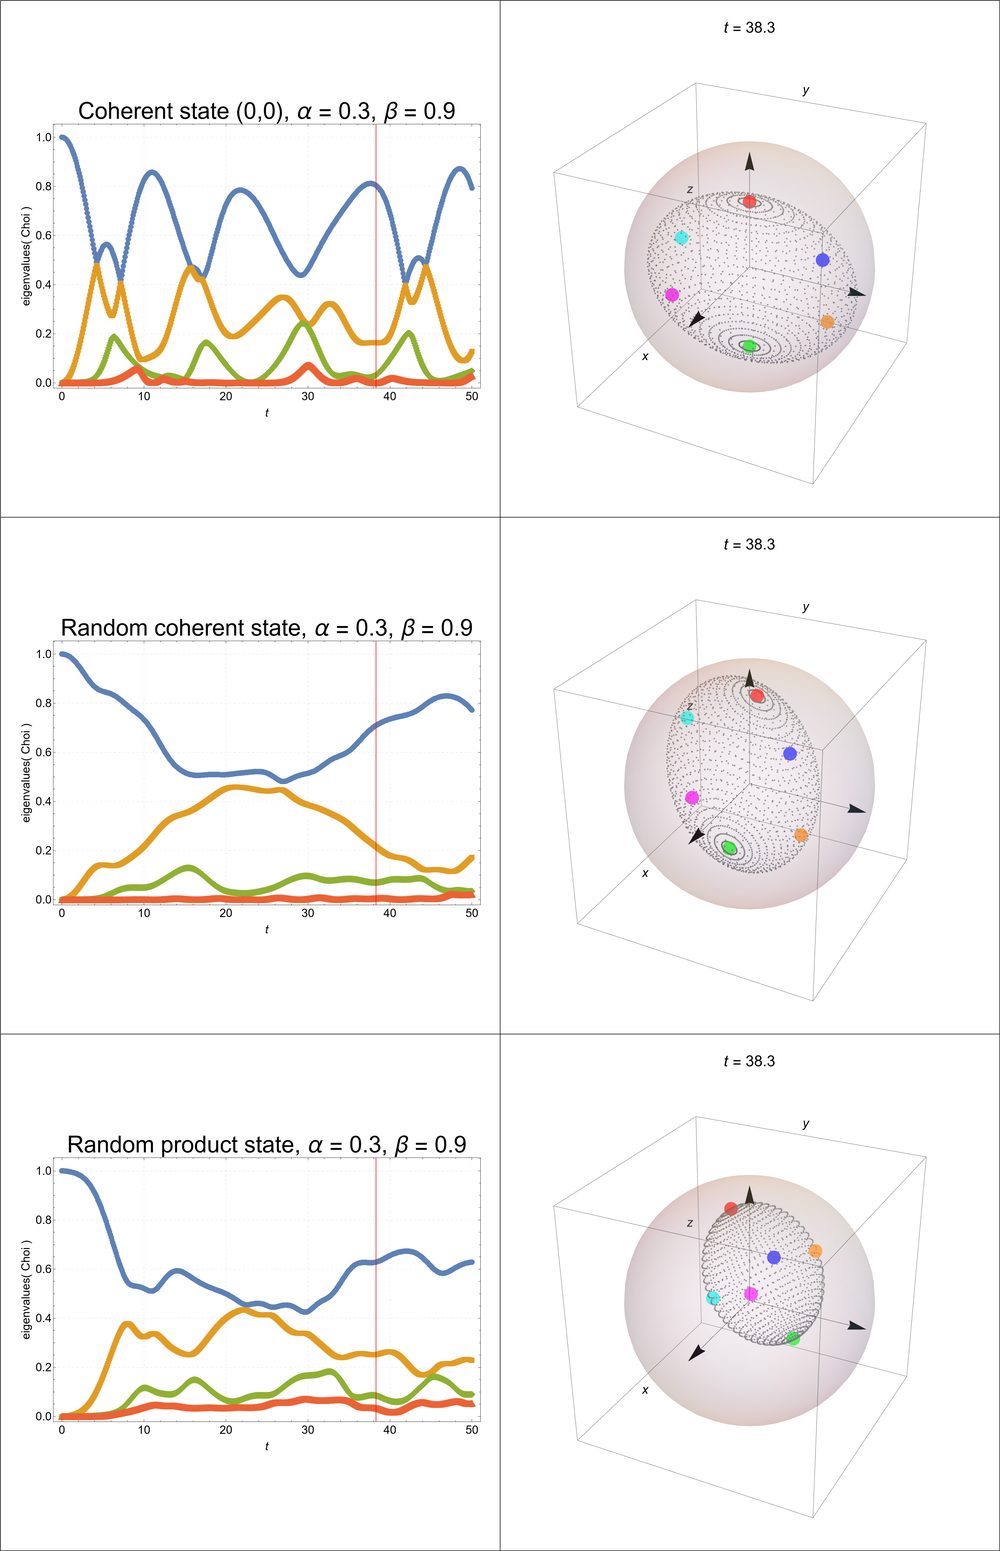 t = 38.3
Coherent state (0,0), α = 0.3, β = 0.9
eigenvalues( Choi )
1.0
0.8
0.6
0.4
0.2
0.0
0 10 20 30 40 50
t
y
z
x
t = 38.3
Random coherent state, α = 0.3, β = 0.9
eigenvalues( Choi )
1.0
0.8
0.6
0.4
0.2
0.0
0 10 20 30 40 50
t
y
z
x
t = 38.3
Random product state, α = 0.3, β = 0.9
eigenvalues( Choi )
1.0
0.8
0.6
0.4
0.2
0.0
0 10 20 30 40 50
t
y
z
x